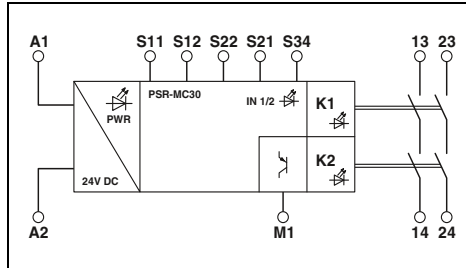 A1 S11 S12 S22 S21 S34 13 23
PSR-MC30 IN 1/2 K1
PWR
24V DC K2
A2 M1 14 24